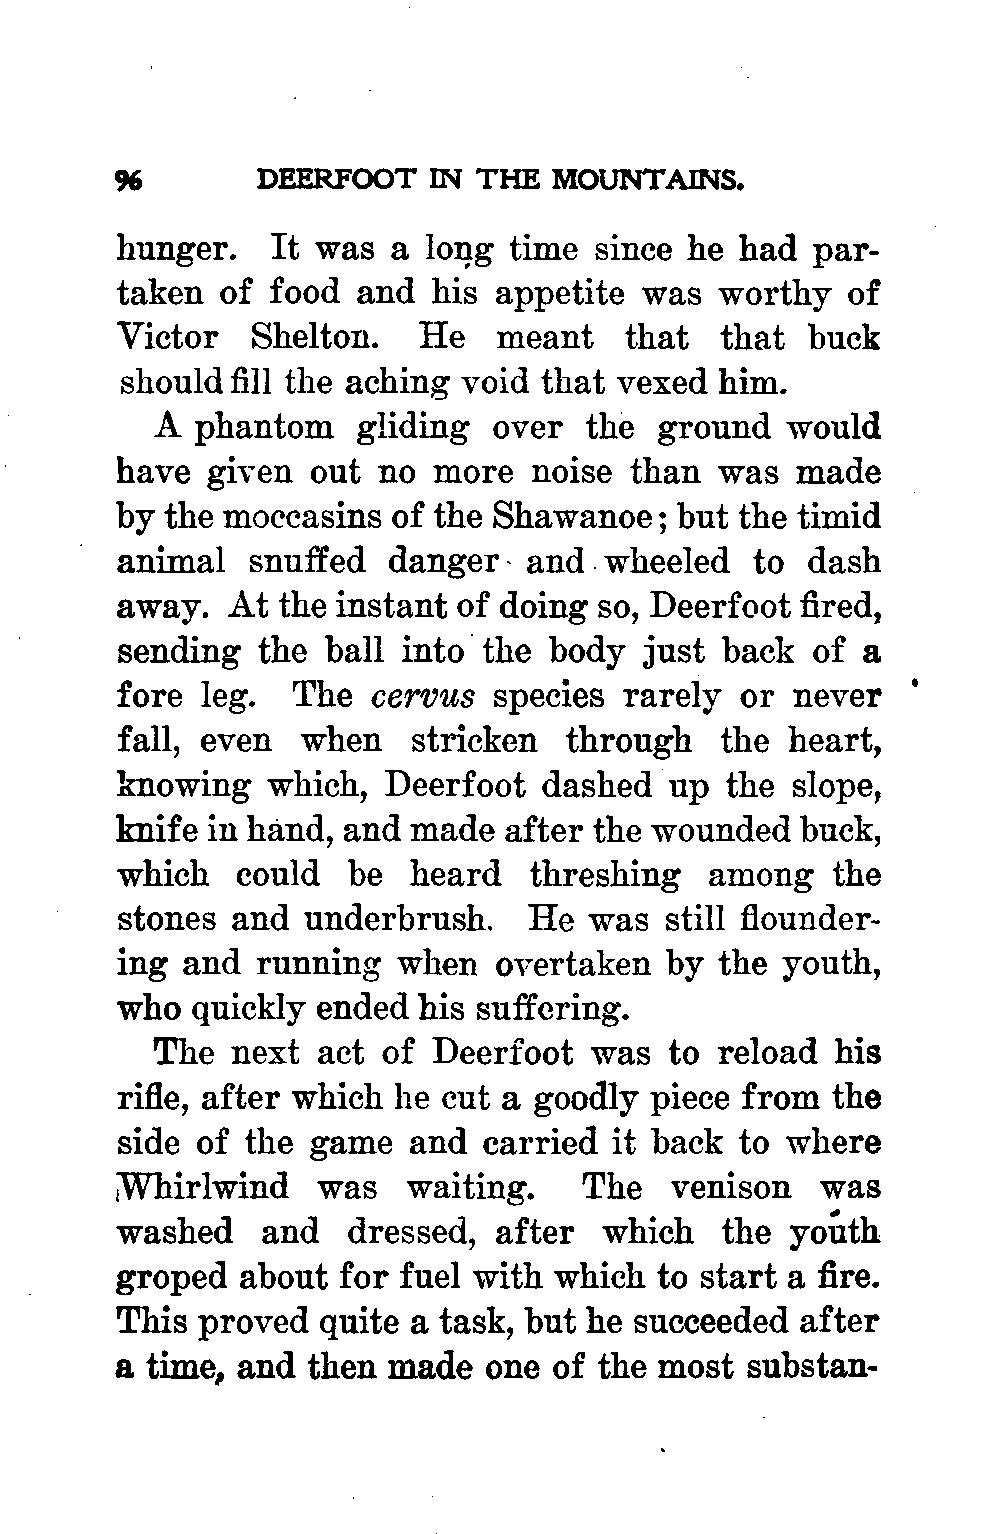 96 DEERFOOT IN THE MOUNTAINS.
hunger. It was a long time since he had par-
taken of food and his appetite was worthy of
Victor Shelton. He meant that that buck
should fill the aching void that vexed him.
A phantom gliding over the ground would
have given out no more noise than was made
by the moccasins of the Shawanoe; but the timid
animal snuffed danger and wheeled to dash
away. At the instant of doing so, Deerfoot fired,
sending the ball into the body just back of a
fore leg. The cervus species rarely or never
fall, even when stricken through the heart,
knowing which, Deerfoot dashed up the slope,
knife in hand, and made after the wounded buck,
which could be heard threshing among the
stones and underbrush. He was still flounder-
ing and running when overtaken by the youth,
who quickly ended his suffering.
The next act of Deerfoot was to reload his
rifle, after which he cut a goodly piece from the
side of the game and carried it back to where
Whirlwind was waiting. The venison was
washed and dressed, after which the youth
groped about for fuel with which to start a fire.
This proved quite a task, but he succeeded after
a time, and then made one of the most substan-